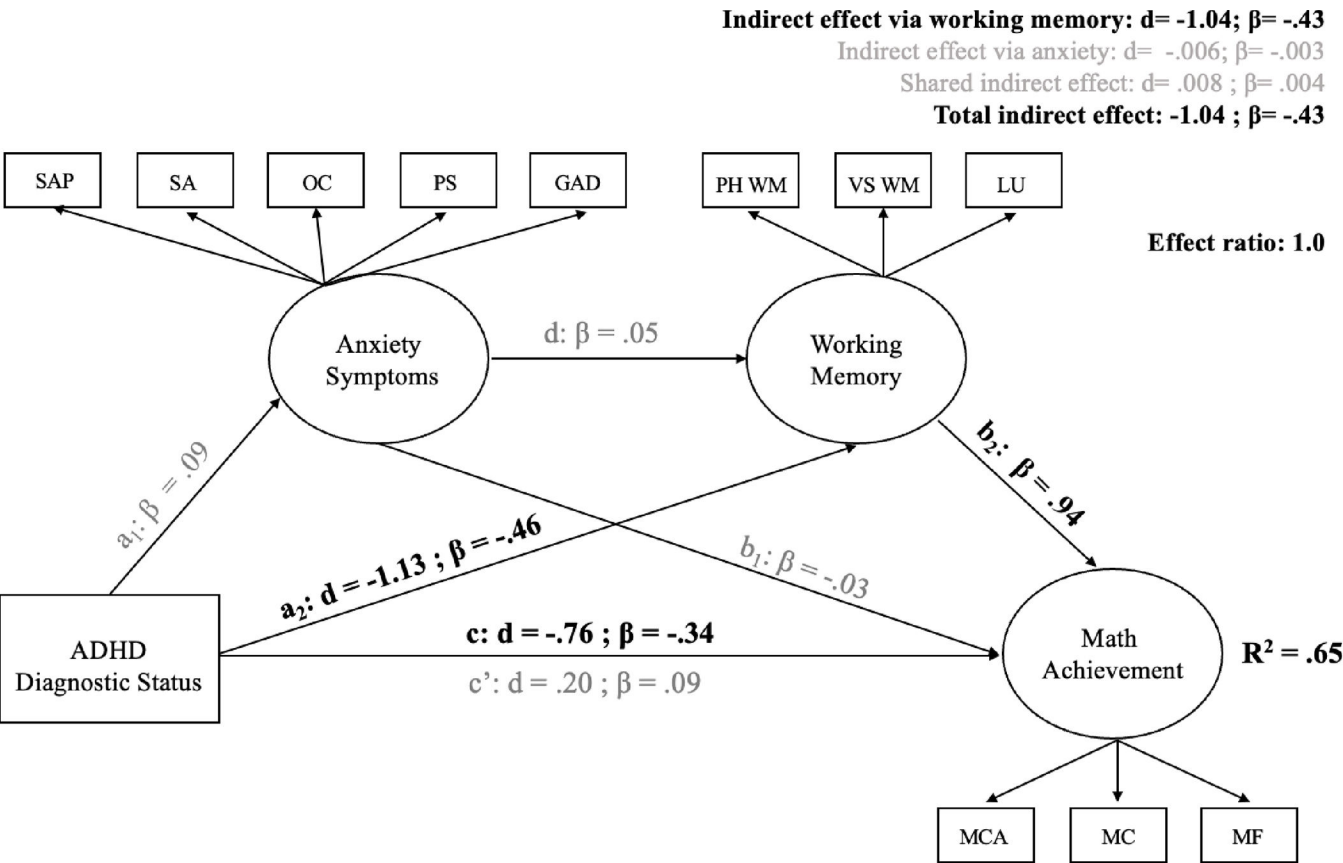 Indirect effect via working memory: d= -1.04; β= -.43
Indirect effect via anxiety: d=  -.006; β= -.003
Shared indirect effect: d= .008 ; β= .004
Total indirect effect: -1.04 ; β= -.43
SAP
SA
OC
PS
GAD
PH WM
VS WM
LU
Effect ratio: 1.0
Anxiety
Symptoms
d: β = .05
Working
Memory
a₁: β = .09
b₂: β = .94
a₂: d = -1.13 ; β = -.46
b₁: β = -.03
ADHD
Diagnostic Status
c: d = -.76 ; β = -.34
c’: d = .20 ; β = .09
Math
Achievement
R² = .65
MCA
MC
MF